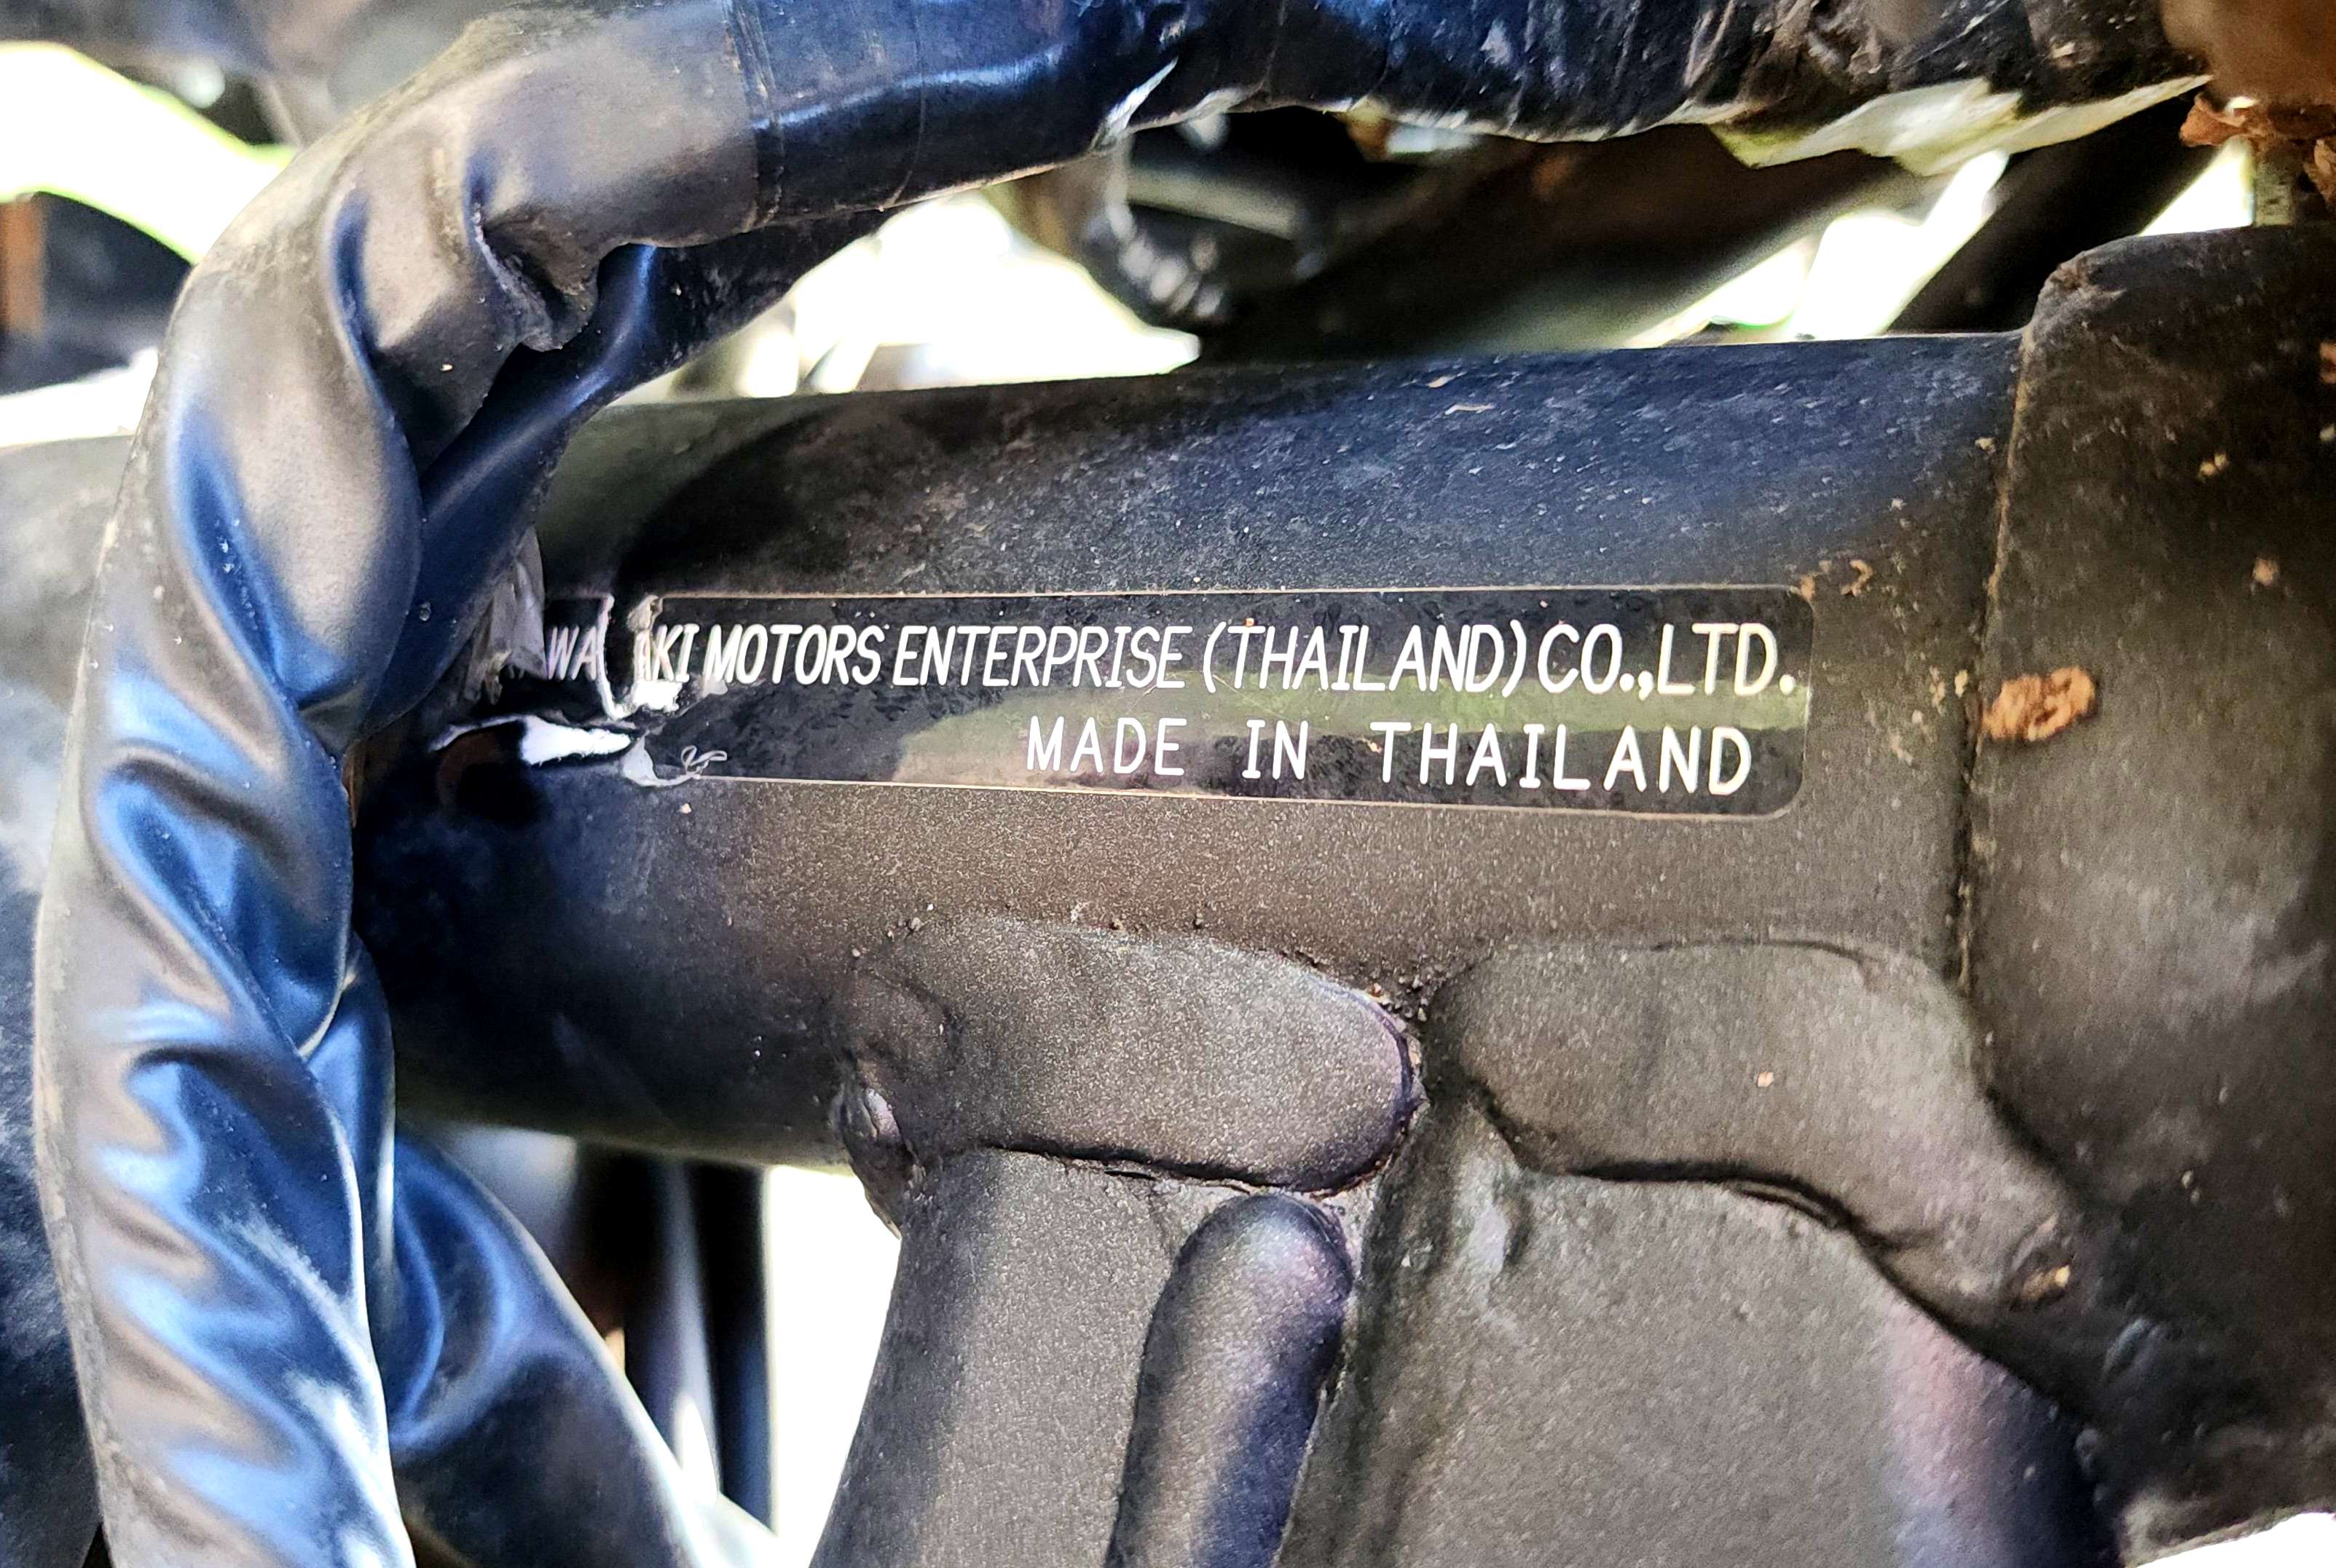 MOTORS ENTERPRISE (THAILAND) CO.,LTD.
MADE IN THAILAND